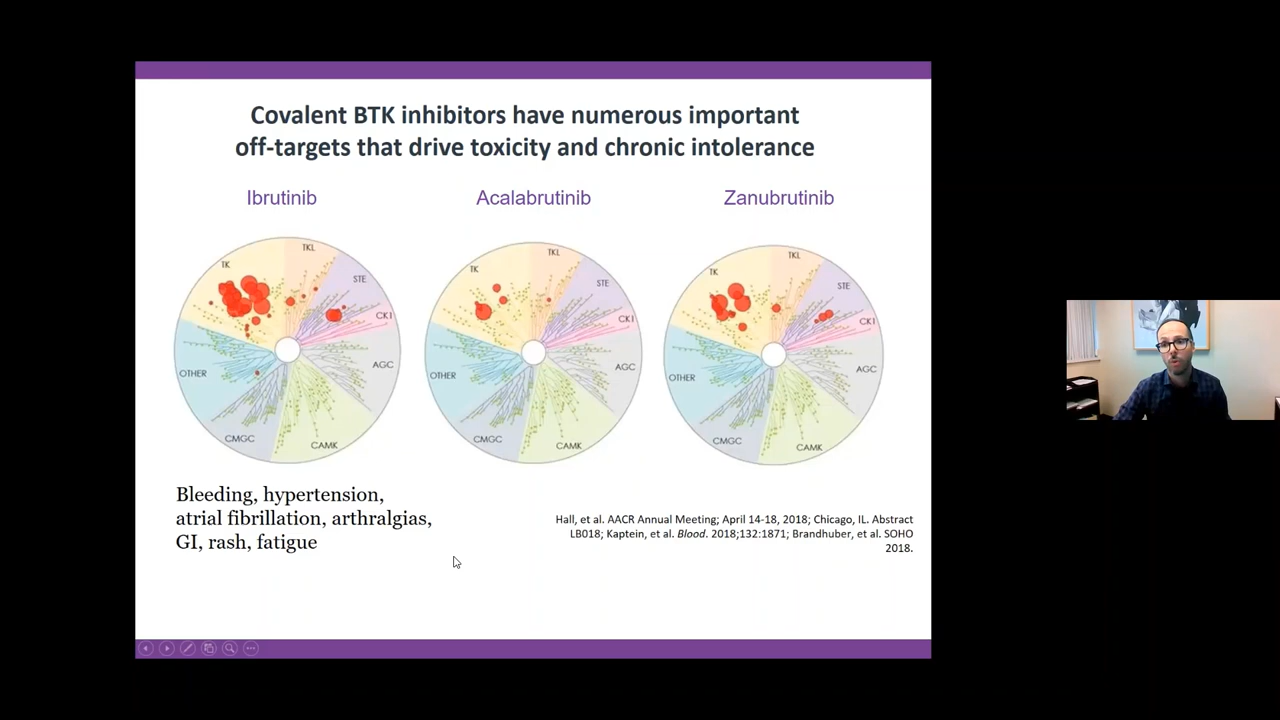 Covalent BTK inhibitors have numerous important
off-targets that drive toxicity and chronic intolerance
Ibrutinib
Acalabrutinib
Zanubrutinib
TK
TKL
STE
CK1
AGC
CAMK
CMGC
OTHER
TK
TKL
STE
CK1
AGC
CAMK
CMGC
OTHER
TK
TKL
STE
CK1
AGC
CAMK
CMGC
OTHER
Bleeding, hypertension,
atrial fibrillation, arthralgias,
GI, rash, fatigue
Hall, et al. AACR Annual Meeting; April 14-18, 2018; Chicago, IL. Abstract
LB018; Kaptein, et al. Blood. 2018;132:1871; Brandhuber, et al. SOHO
2018.